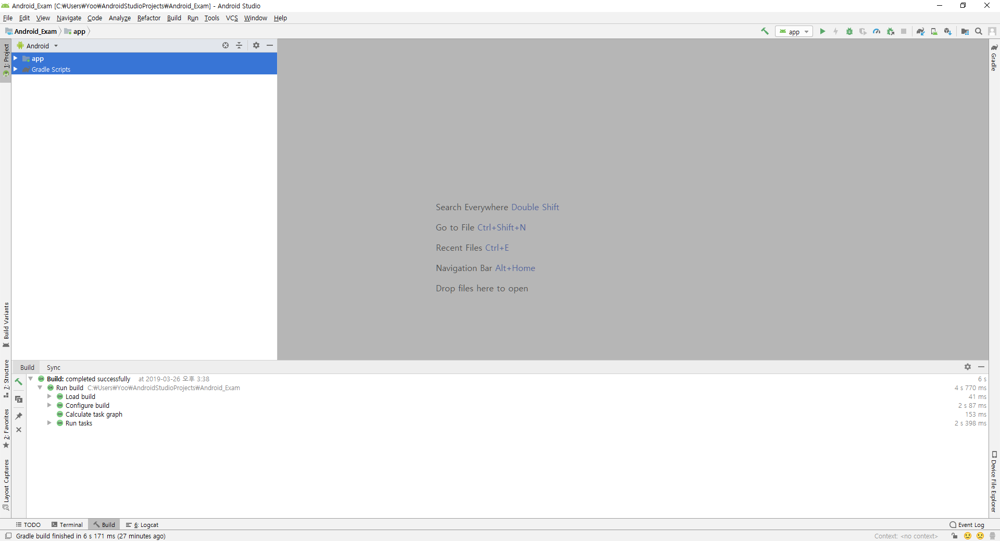 Android_Exam [C:₩Users₩Yoo₩AndroidStudioProjects₩Android_Exam] - Android Studio
File Edit View Navigate Code Analyze Refactor Build Run Tools VCS Window Help
Android_Exam app
app
1: Project
Android
app
Gradle Scripts
Gradle
Search Everywhere Double Shift
Go to File Ctrl+Shift+N
Recent Files Ctrl+E
Navigation Bar Alt+Home
Drop files here to open
Build Variants
7: Structure
2: Favorites
Layout Captures
Build Sync
Build: completed successfully at 2019-03-26 오후 3:38 6 s
Run build C:₩Users₩Yoo₩AndroidStudioProjects₩Android_Exam 4 s 770 ms
Load build 41 ms
Configure build 2 s 87 ms
Calculate task graph 153 ms
Run tasks 2 s 398 ms
Device File Explorer
TODO Terminal Build 6: Logcat Event Log
Gradle build finished in 6 s 171 ms (27 minutes ago) Context: <no context>